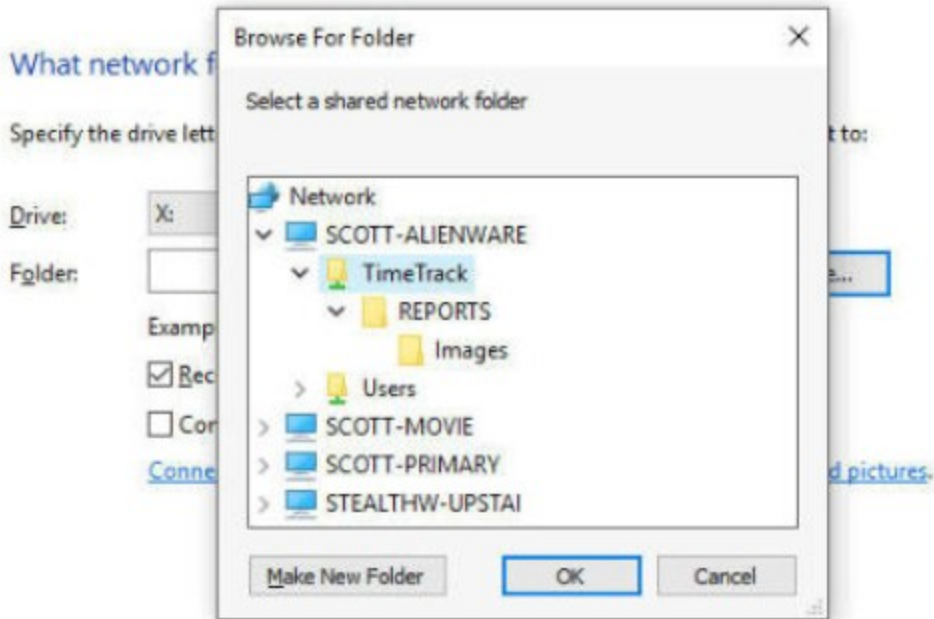 What network f
Specify the drive lett
t to:
Drive:
X:
Folder:
e...
Examp
Rec
Con
Conne
d pictures.
Browse For Folder
Select a shared network folder
Network
SCOTT-ALIENWARE
TimeTrack
REPORTS
Images
Users
SCOTT-MOVIE
SCOTT-PRIMARY
STEALTHW-UPSTAI
Make New Folder
OK
Cancel